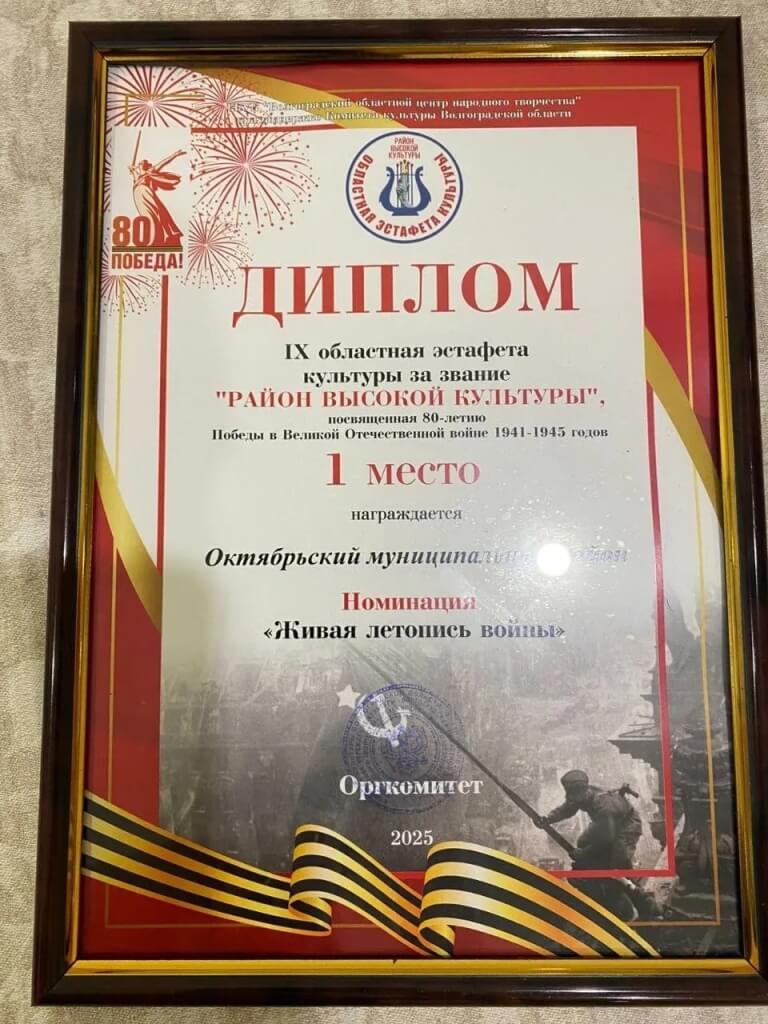 "Волгоградский областной центр народного творчества"
Комитета культуры Волгоградской области
РАЙОН
ВЫСОКОЙ
КУЛЬТУРЫ
ОБЛАСТНАЯ ЭСТАФЕТА КУЛЬТУРЫ
80
ПОБЕДА!
ДИПЛОМ
IX областная эстафета
культуры за звание
"РАЙОН ВЫСОКОЙ КУЛЬТУРЫ",
посвященная 80-летию
Победы в Великой Отечественной войне 1941-1945 годов
1 место
награждается
Октябрьский муниципальный район
Номинация
«Живая летопись войны»
Оргкомитет
2025